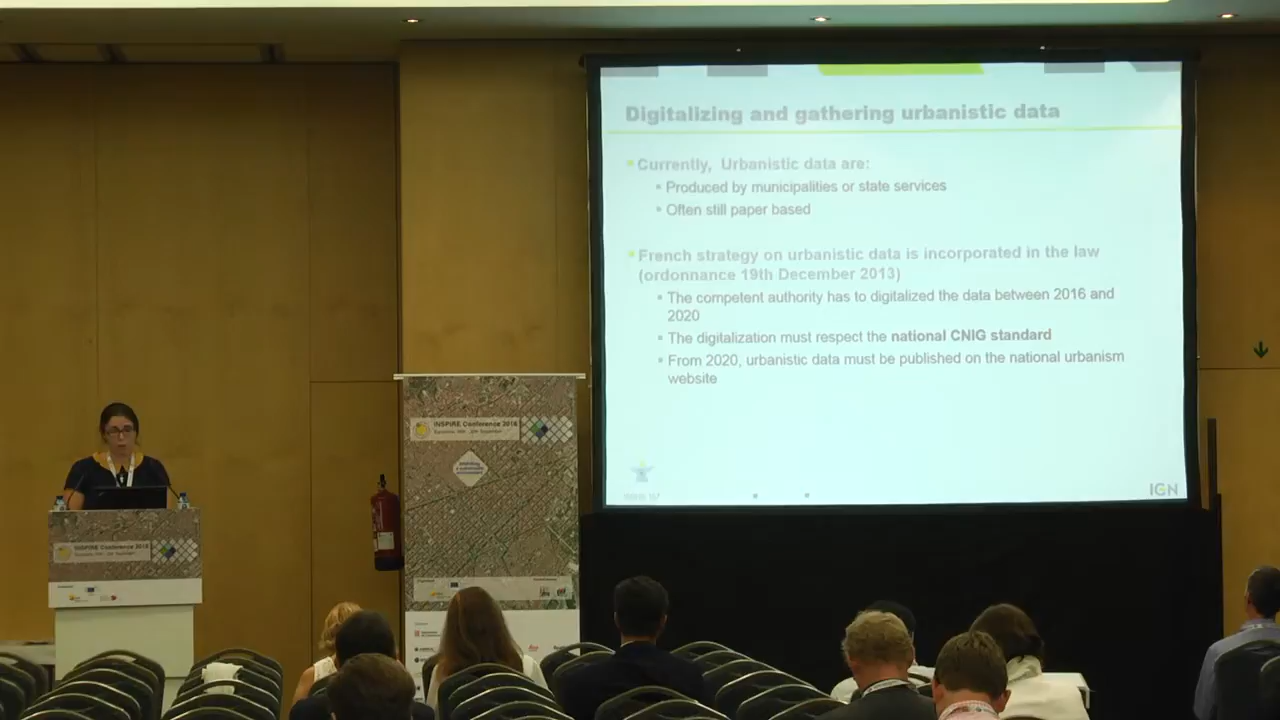 Digitalizing and gathering urbanistic data
Currently, Urbanistic data are:
Produced by municipalities or state services
Often still paper based
French strategy on urbanistic data is incorporated in the law
(ordonnance 19th December 2013)
The competent authority has to digitalized the data between 2016 and
2020
The digitalization must respect the national CNIG standard
From 2020, urbanistic data must be published on the national urbanism
website
IGN
INSPIRE Conference 2016
INSPIRE Conference 2016